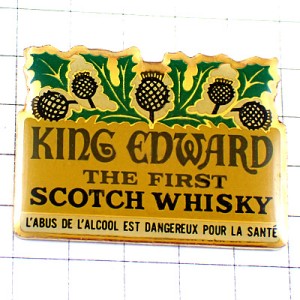 KING EDWARD
THE FIRST
SCOTCH WHISKY
L'ABUS DE L'ALCOOL EST DANGEREUX POUR LA SANTÉ